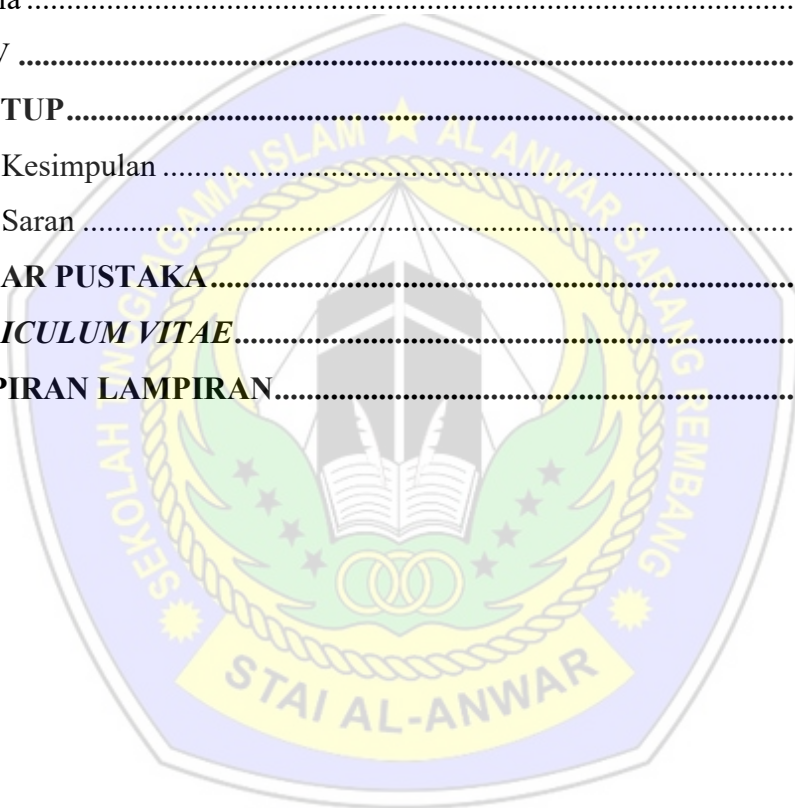 na ........................................................................................................
V ........................................................................................................
TUP........................................................................................................
Kesimpulan ........................................................................................................
Saran ........................................................................................................
AR PUSTAKA........................................................................................................
ICULUM VITAE........................................................................................................
PIRAN LAMPIRAN........................................................................................................
SEKOLAH TINGGI AGAMA ISLAM AL ANWAR SARANG REMBANG
STAI AL-ANWAR